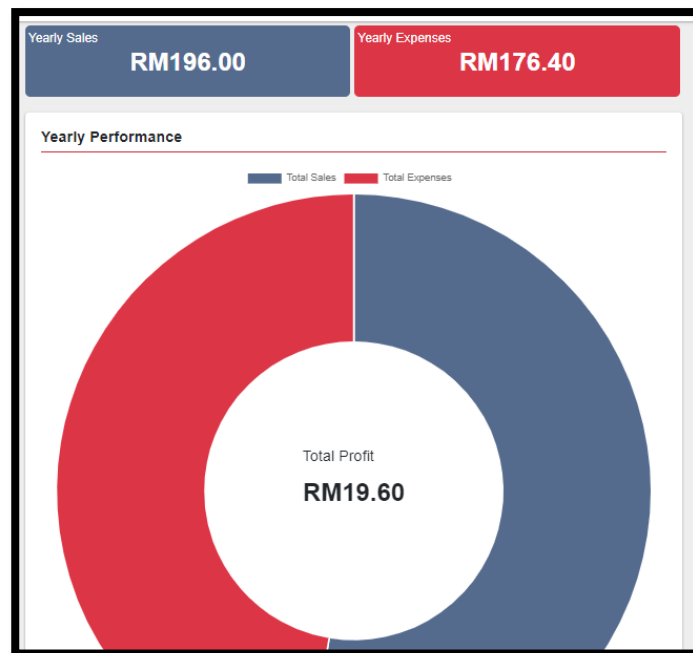 Yearly Sales
RM196.00
Yearly Expenses
RM176.40
Yearly Performance
Total Sales
Total Expenses
Total Profit
RM19.60